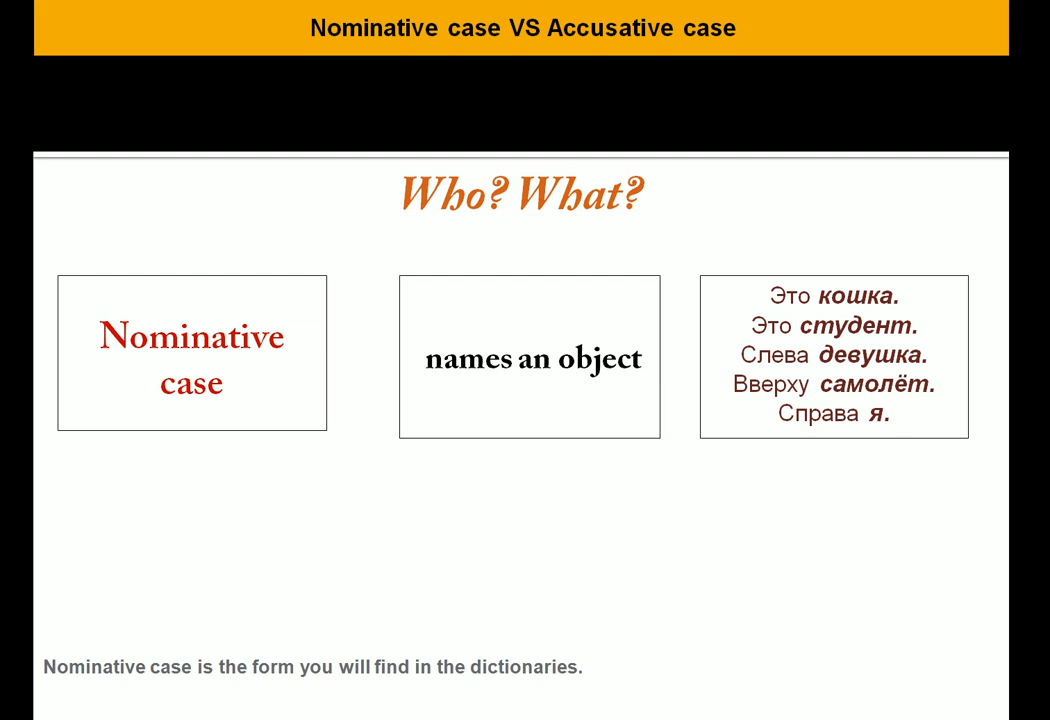 Nominative case VS Accusative case
Who? What?
Nominative
case
names an object
Это кошка.
Это студент.
Слева девушка.
Вверху самолёт.
Справа я.
Nominative case is the form you will find in the dictionaries.